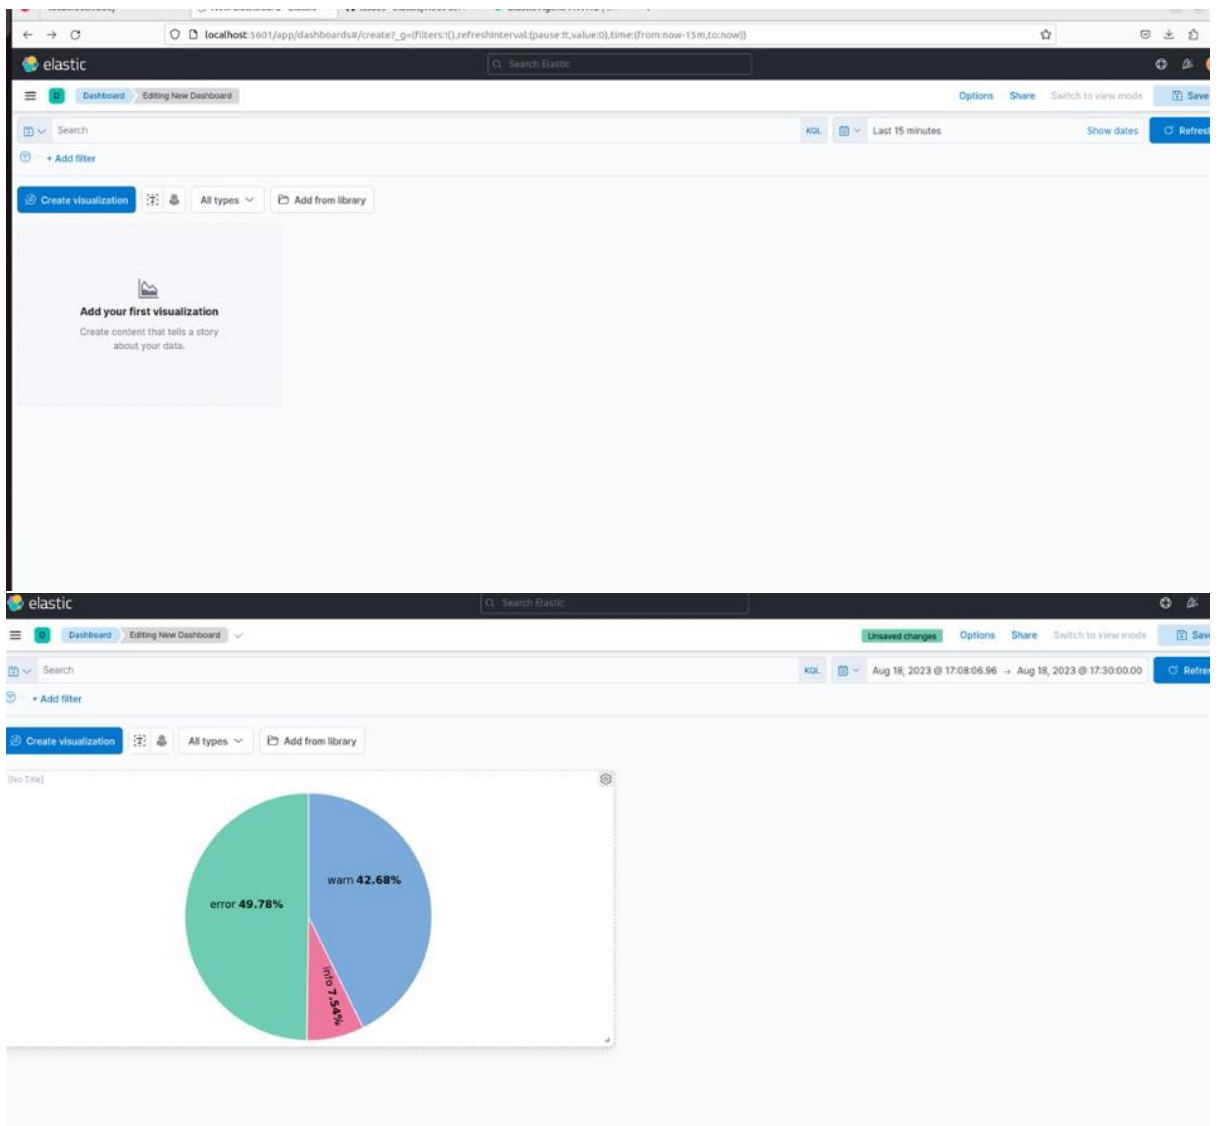 localhost:5601/app/dashboards#/create?_g=(filters:!(),refreshInterval:(pause:!t,value:0),time:(from:now-15m,to:now))
elastic
Search Elastic
D Dashboard Editing New Dashboard Options Share Switch to view mode Save
Search KQL Last 15 minutes Show dates Refresh
+ Add filter
Create visualization All types Add from library
Add your first visualization
Create content that tells a story
about your data.
elastic
Search Elastic
D Dashboard Editing New Dashboard Unsaved changes Options Share Switch to view mode Save
Search KQL Aug 18, 2023 @ 17:08:06.96 → Aug 18, 2023 @ 17:30:00.00 Refre
+ Add filter
Create visualization All types Add from library
[No Title]
warn 42.68%
error 49.78%
info 7.54%